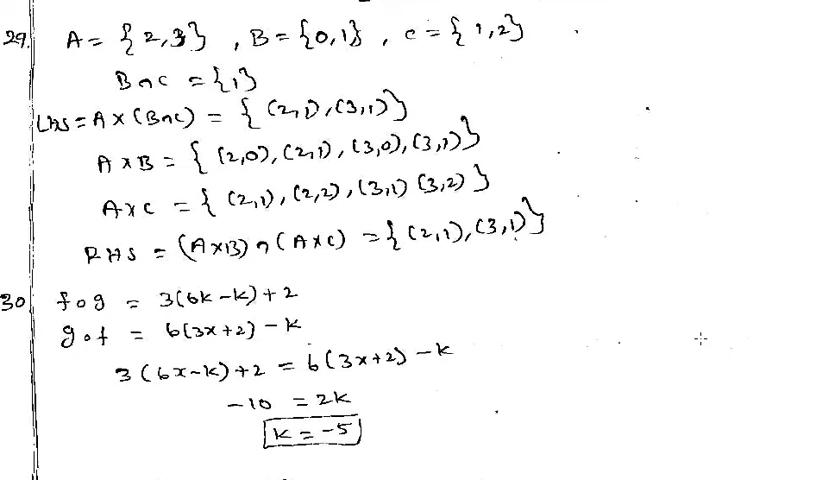 29. A = {2,3} , B = {0,1} , C = {1,2}
B∩C = {1}
LHS = A×(B∩C) = {(2,1),(3,1)}
A×B = {(2,0),(2,1),(3,0),(3,1)}
A×C = {(2,1),(2,2),(3,1) (3,2)}
RHS = (A×B)∩(A×C) = {(2,1),(3,1)}
30 fog = 3(6k-k)+2
gof = 6(3x+2)-k
3(6x-k)+2 = 6(3x+2)-k
-10 = 2k
k = -5